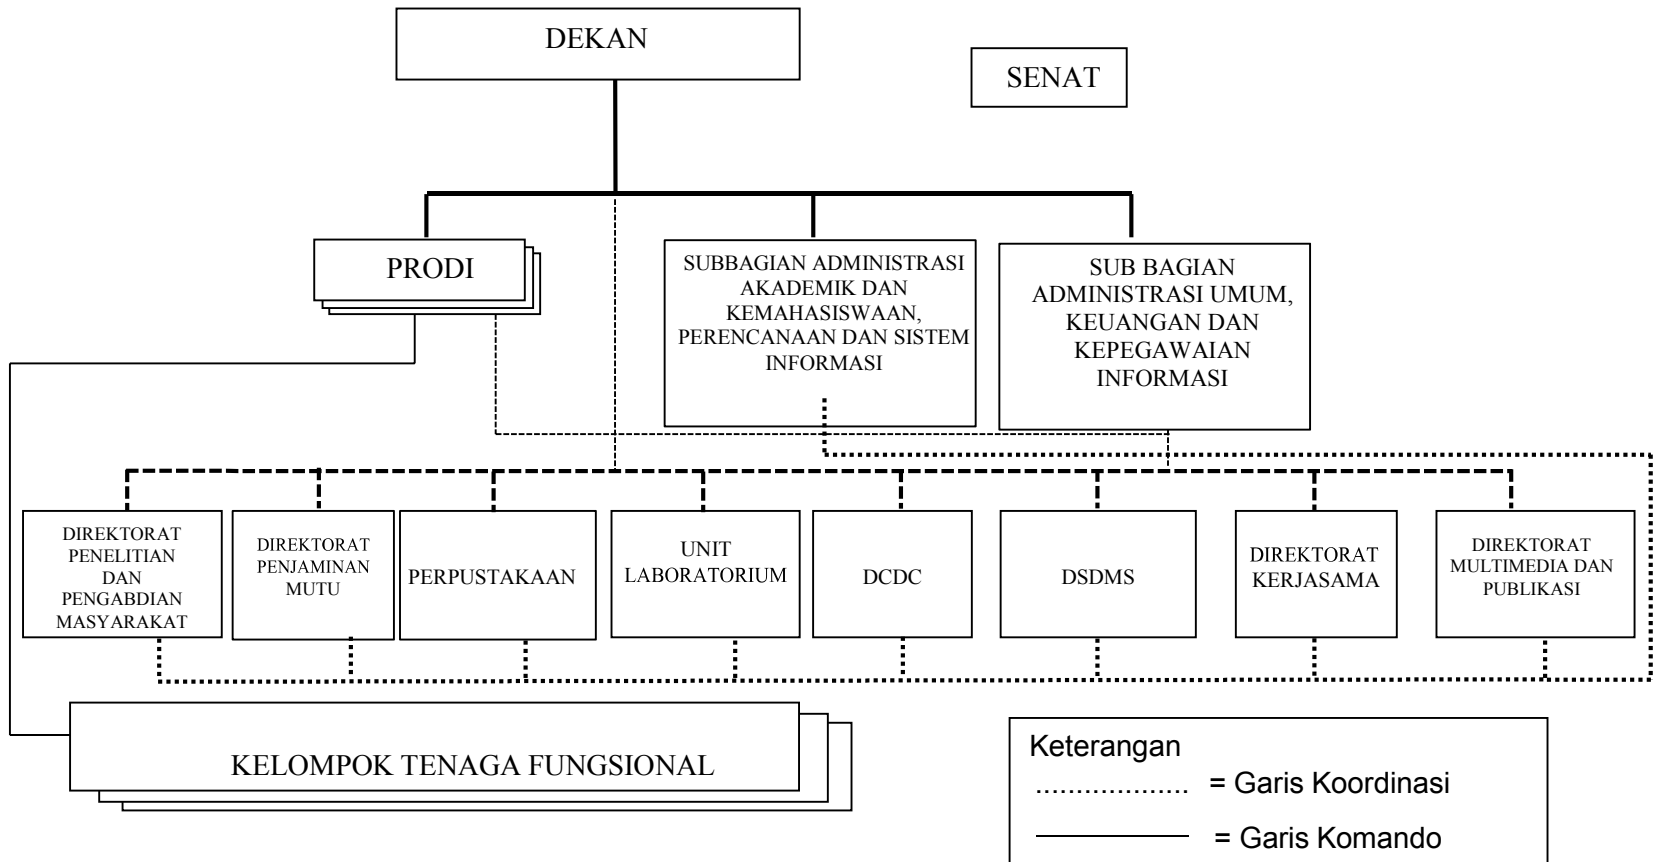 DEKAN
SENAT
PRODI
SUBBAGIAN ADMINISTRASI
AKADEMIK DAN
KEMAHASISWAAN,
PERENCANAAN DAN SISTEM
INFORMASI
SUB BAGIAN
ADMINISTRASI UMUM,
KEUANGAN DAN
KEPEGAWAIAN
INFORMASI
DIREKTORAT
PENELITIAN
DAN
PENGABDIAN
MASYARAKAT
DIREKTORAT
PENJAMINAN
MUTU
PERPUSTAKAAN
UNIT
LABORATORIUM
DCDC
DSDMS
DIREKTORAT
KERJASAMA
DIREKTORAT
MULTIMEDIA DAN
PUBLIKASI
KELOMPOK TENAGA FUNGSIONAL
Keterangan
................... = Garis Koordinasi
= Garis Komando